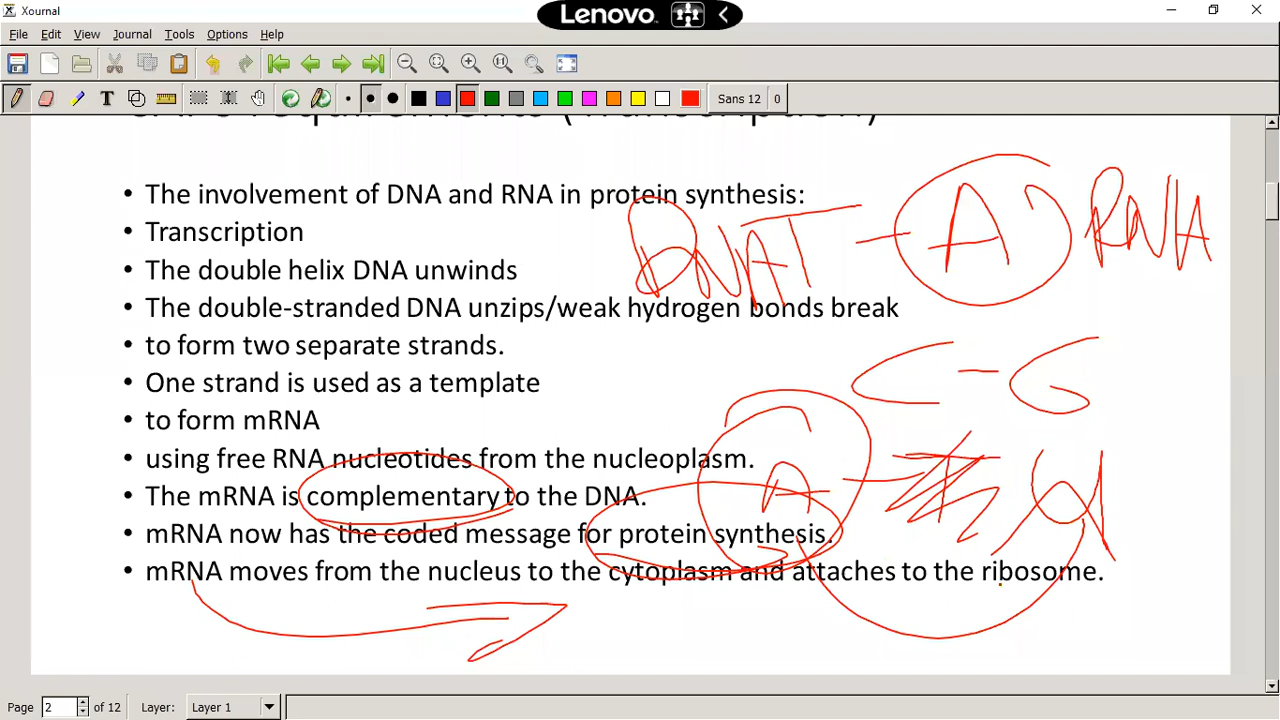 Xournal
Lenovo
File Edit View Journal Tools Options Help
Sans 12 0
requirements (Transcription)
• The involvement of DNA and RNA in protein synthesis:
• Transcription
• The double helix DNA unwinds
• The double-stranded DNA unzips/weak hydrogen bonds break
• to form two separate strands.
• One strand is used as a template
• to form mRNA
• using free RNA nucleotides from the nucleoplasm.
• The mRNA is complementary to the DNA.
• mRNA now has the coded message for protein synthesis.
• mRNA moves from the nucleus to the cytoplasm and attaches to the ribosome.
DNA T - A RNA
C - G
A -
Page 2 of 12 Layer: Layer 1